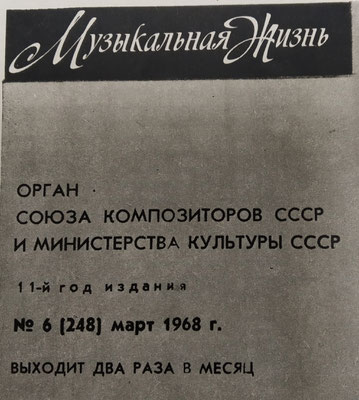 Музыкальная Жизнь
ОРГАН
СОЮЗА КОМПОЗИТОРОВ СССР
И МИНИСТЕРСТВА КУЛЬТУРЫ СССР
11-й год издания
№ 6 (248) март 1968 г.
ВЫХОДИТ ДВА РАЗА В МЕСЯЦ